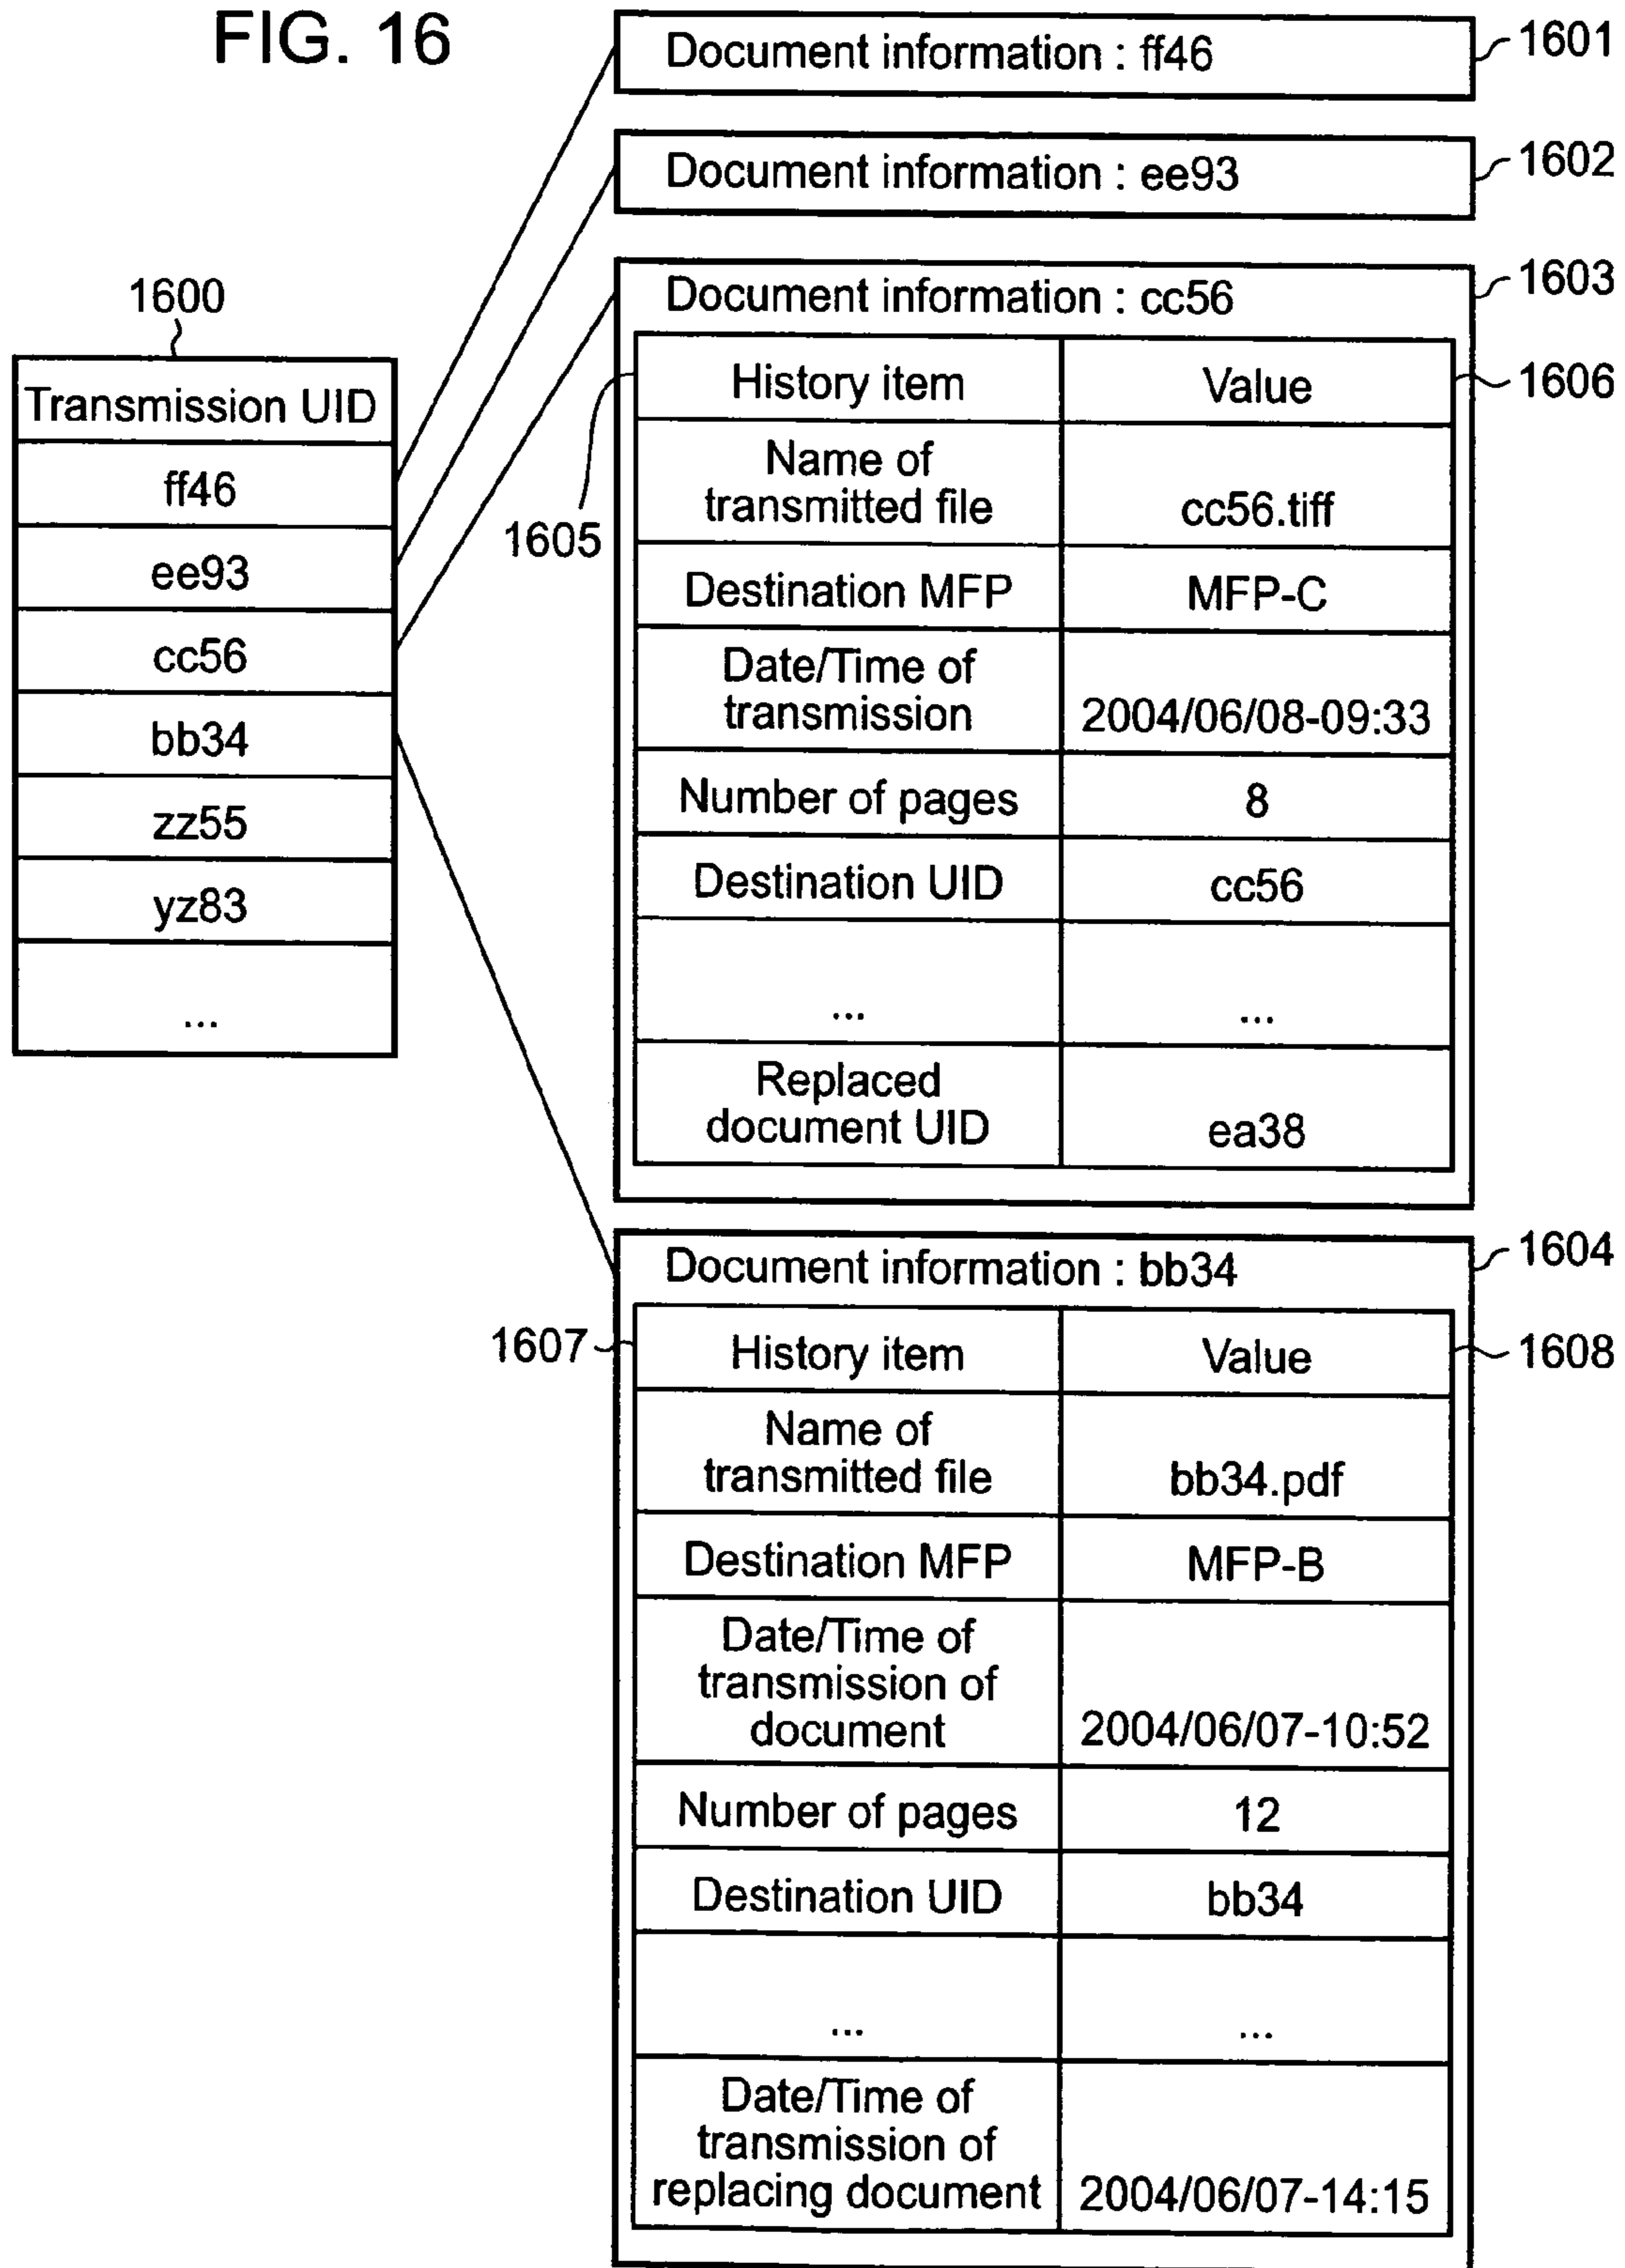 FIG. 16
Document information : ff46
1601
Document information : ee93
1602
1600
Transmission UID
ff46
ee93
cc56
bb34
zz55
yz83
...
Document information : cc56
1603
1605
1606
History item Value
Name of
transmitted file cc56.tiff
Destination MFP MFP-C
Date/Time of
transmission 2004/06/08-09:33
Number of pages 8
Destination UID cc56
... ...
Replaced
document UID ea38
Document information : bb34
1604
1607
1608
History item Value
Name of
transmitted file bb34.pdf
Destination MFP MFP-B
Date/Time of
transmission of
document 2004/06/07-10:52
Number of pages 12
Destination UID bb34
... ...
Date/Time of
transmission of
replacing document 2004/06/07-14:15